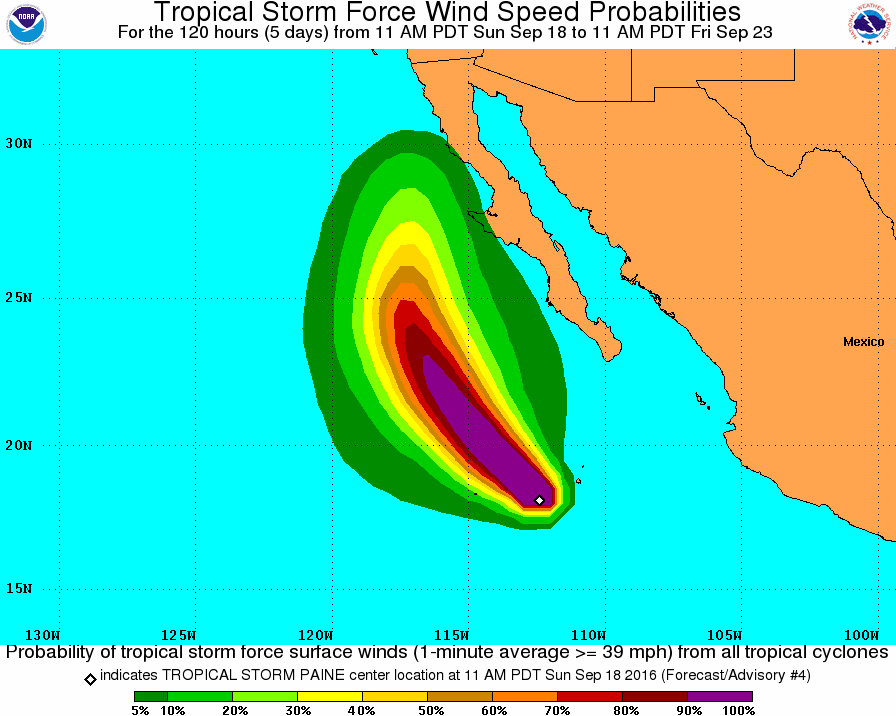 Tropical Storm Force Wind Speed Probabilities
For the 120 hours (5 days) from 11 AM PDT Sun Sep 18 to 11 AM PDT Fri Sep 23
NOAA
30N
25N
Mexico
20N
15N
130W 125W 120W 115W 110W 105W 100W
Probability of tropical storm force surface winds (1-minute average >= 39 mph) from all tropical cyclones
indicates TROPICAL STORM PAINE center location at 11 AM PDT Sun Sep 18 2016 (Forecast/Advisory #4)
5% 10% 20% 30% 40% 50% 60% 70% 80% 90% 100%